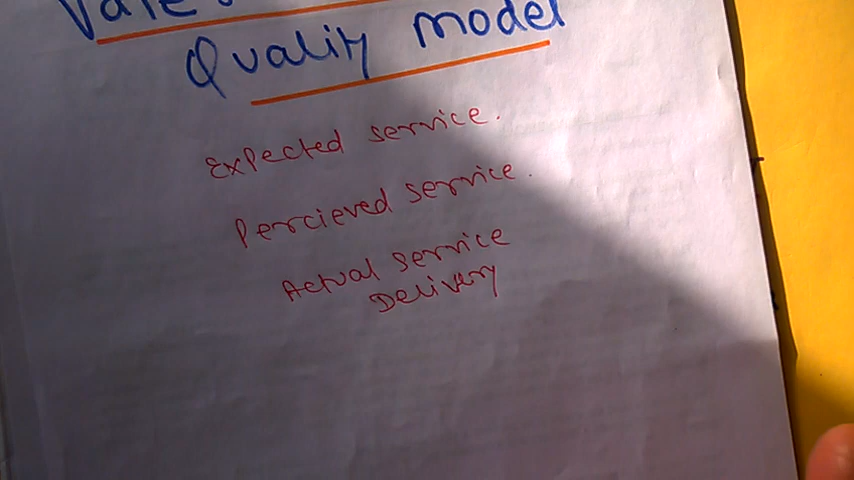 Quality model
Expected service.
Percieved service.
Actual service
Delivery